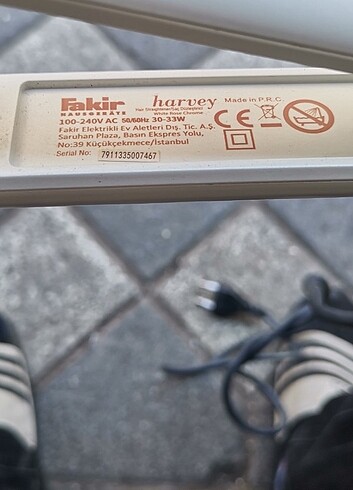 Fakir
HAUSGERÄTE
harvey
Hair Straightener/Saç Düzleştirici
White Rose Chrome
Made in P.R.C.
100-240V AC 50/60Hz 30-33W
Fakir Elektrikli Ev Aletleri Dış. Tic. A.Ş.
Saruhan Plaza, Basın Ekspres Yolu,
No:39 Küçükçekmece/İstanbul
Serial No: 7911335007467
CE